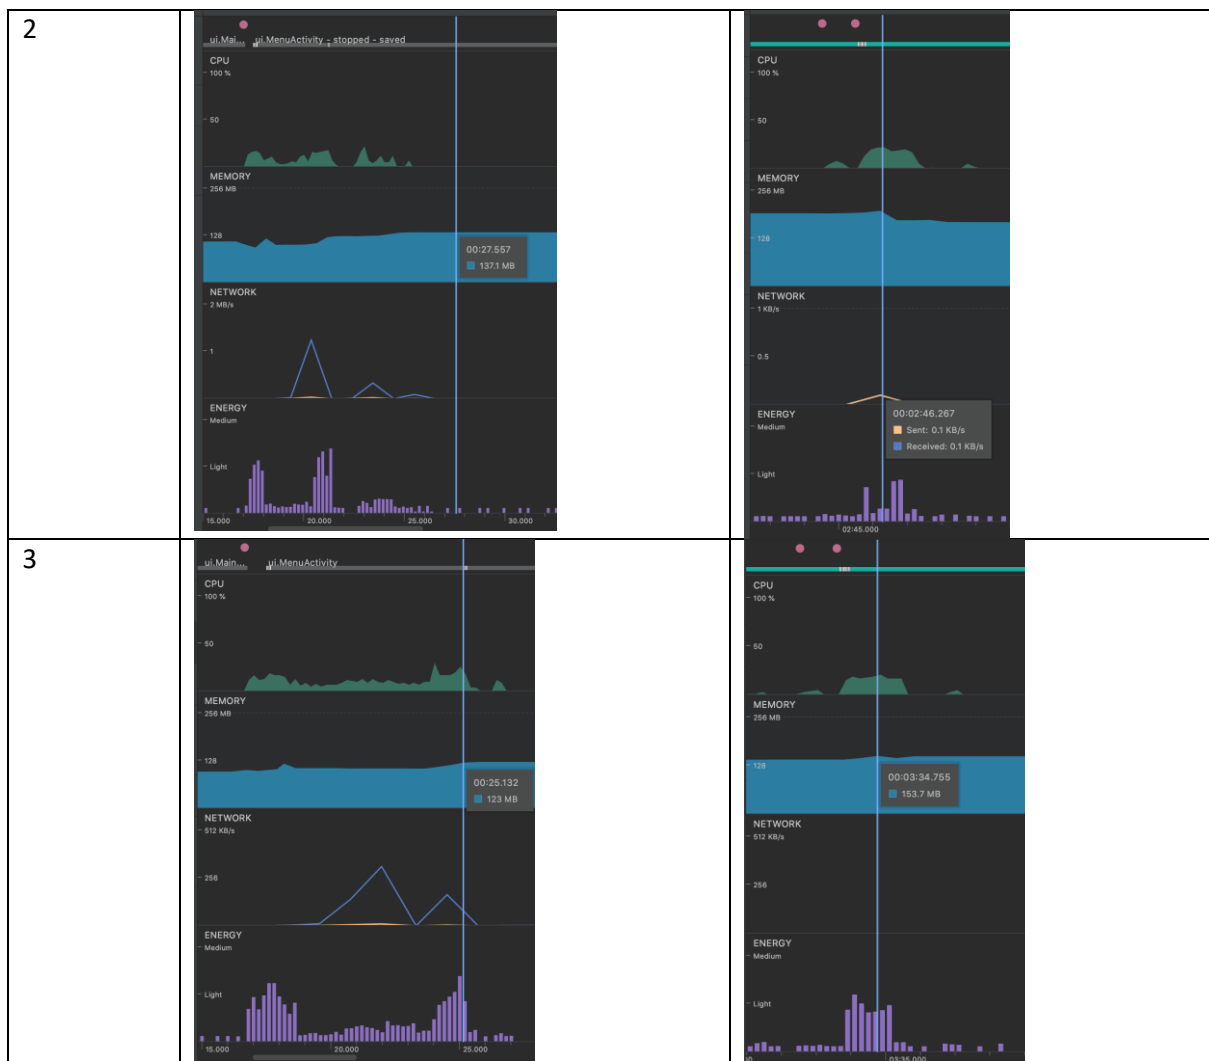 2
ui.Mai... ui.MenuActivity - stopped - saved
CPU
100 %
50
MEMORY
256 MB
128
00:27.557
137.1 MB
NETWORK
2 MB/s
1
ENERGY
Medium
Light
15.000 20.000 25.000 30.000
CPU
100 %
50
MEMORY
256 MB
128
NETWORK
1 KB/s
0.5
ENERGY
Medium
00:02:46.267
Sent: 0.1 KB/s
Received: 0.1 KB/s
Light
02:45.000
3
ui.Main... ui.MenuActivity
CPU
100 %
50
MEMORY
256 MB
128
00:25.132
123 MB
NETWORK
512 KB/s
256
ENERGY
Medium
Light
15.000 20.000 25.000
CPU
100 %
50
MEMORY
256 MB
128
00:03:34.755
153.7 MB
NETWORK
512 KB/s
256
ENERGY
Medium
Light
03:35.000